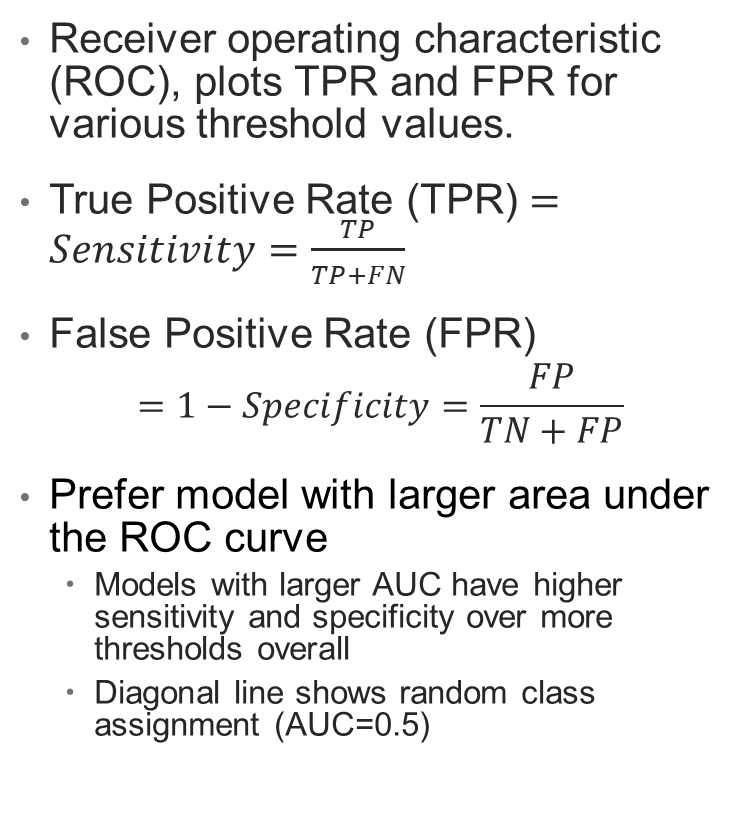 • Receiver operating characteristic
(ROC), plots TPR and FPR for
various threshold values.
• True Positive Rate (TPR) =
Sensitivity = TP / TP+FN
• False Positive Rate (FPR)
= 1 − Specificity = FP / TN + FP
• Prefer model with larger area under
the ROC curve
• Models with larger AUC have higher
sensitivity and specificity over more
thresholds overall
• Diagonal line shows random class
assignment (AUC=0.5)